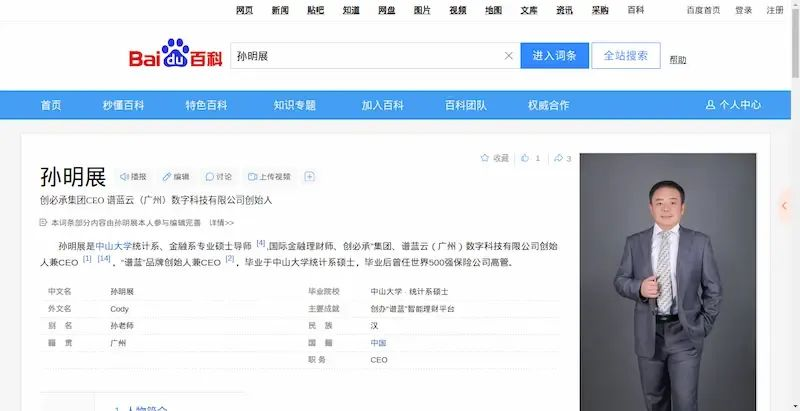 网页 新闻 贴吧 知道 网盘 图片 视频 地图 文库 资讯 采购 百科 百度首页 登录 注册
Bai du 百科 孙明展 进入词条 全站搜索 帮助
首页 秒懂百科 特色百科 知识专题 加入百科 百科团队 权威合作 个人中心
收藏 1 3
孙明展 播报 编辑 讨论 上传视频
创必承集团CEO 谱蓝云（广州）数字科技有限公司创始人
本词条部分内容由孙明展本人参与编辑完善 详情>>
孙明展是中山大学统计系、金融系专业硕士导师 [4] ,国际金融理财师、创必承"集团、谱蓝云（广州）数字科技有限公司创始
人兼CEO [1] [14] ，"谱蓝"品牌创始人兼CEO [2] ，毕业于中山大学统计系硕士，毕业后曾任世界500强保险公司高管。
中文名 孙明展 毕业院校 中山大学 · 统计系硕士
外文名 Cody 主要成就 创办"谱蓝"智能理财平台
别 名 孙老师 民 族 汉
籍 贯 广州 国 籍 中国
职 务 CEO
1 人物简介